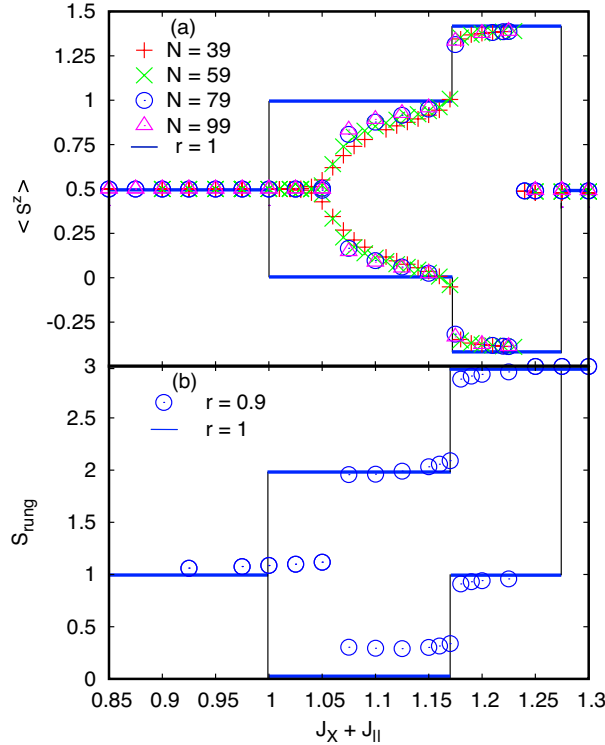 (a)
N = 39
N = 59
N = 79
N = 99
r = 1
1.5
1.25
1
0.75
0.5
0.25
0
-0.25
< s^z >
3
(b)
r = 0.9
r = 1
2.5
2
1.5
1
0.5
0
S_rung
0.85 0.9 0.95 1 1.05 1.1 1.15 1.2 1.25 1.3
J_X + J_II